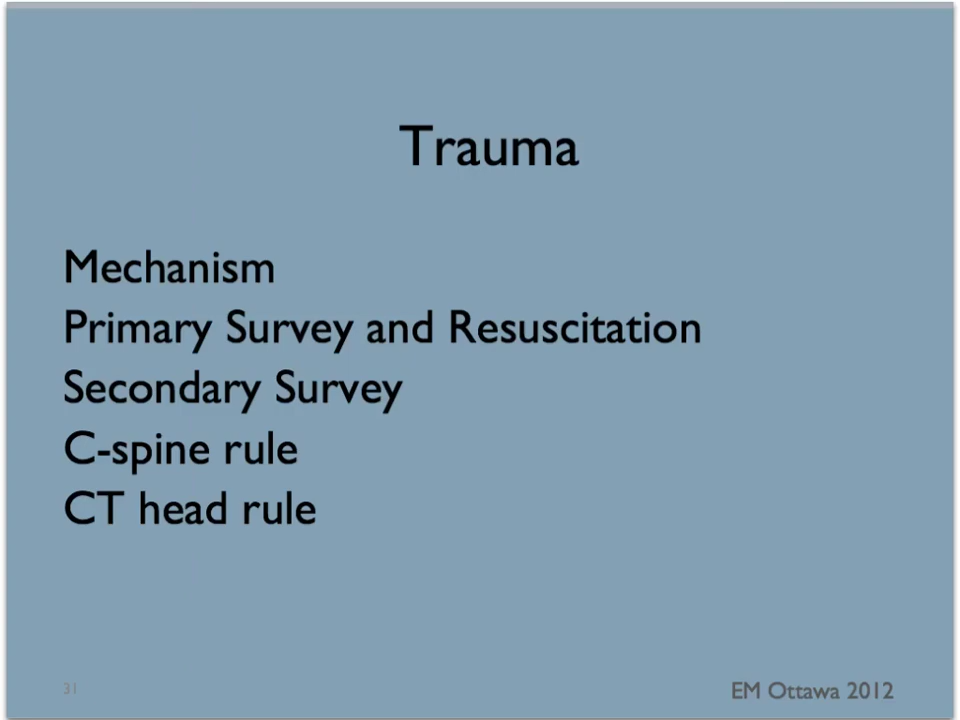 Trauma
Mechanism
Primary Survey and Resuscitation
Secondary Survey
C-spine rule
CT head rule
31
EM Ottawa 2012